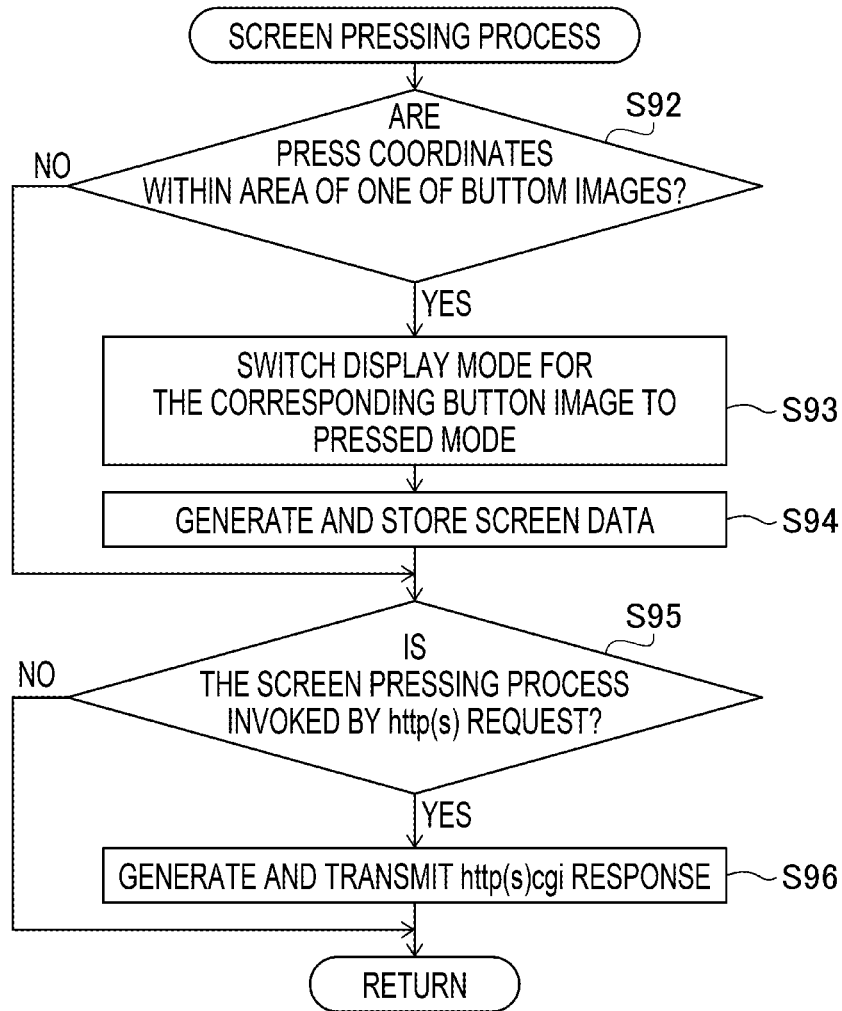 SCREEN PRESSING PROCESS
S92
ARE
PRESS COORDINATES
WITHIN AREA OF ONE OF BUTTOM IMAGES?
NO
YES
SWITCH DISPLAY MODE FOR
THE CORRESPONDING BUTTON IMAGE TO
PRESSED MODE
S93
GENERATE AND STORE SCREEN DATA
S94
S95
IS
THE SCREEN PRESSING PROCESS
INVOKED BY http(s) REQUEST?
NO
YES
GENERATE AND TRANSMIT http(s)cgi RESPONSE
S96
RETURN